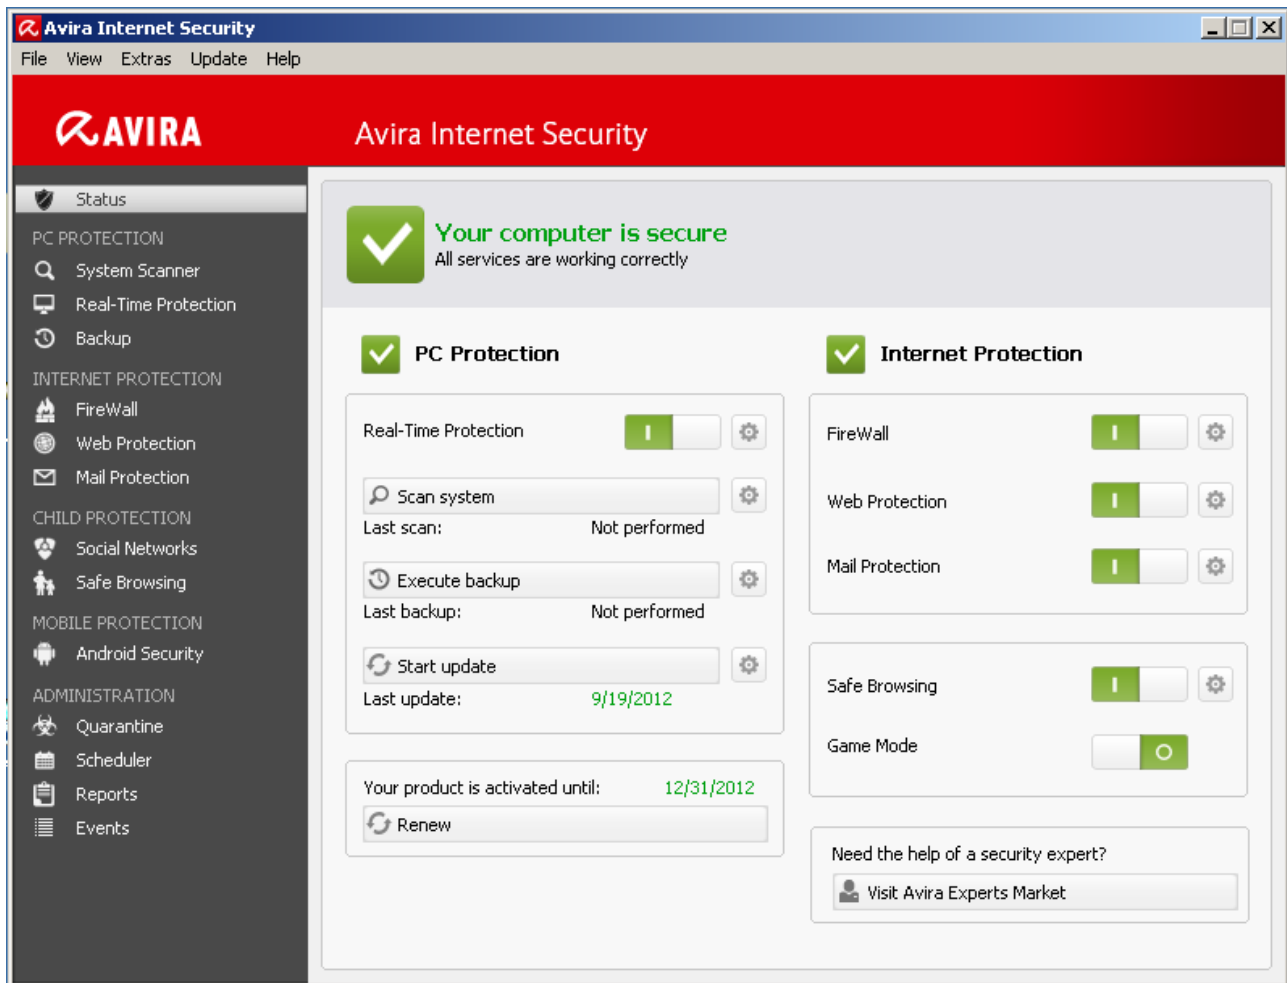 Avira Internet Security
File View Extras Update Help
AVIRA
Avira Internet Security
Status
PC PROTECTION
System Scanner
Real-Time Protection
Backup
INTERNET PROTECTION
FireWall
Web Protection
Mail Protection
CHILD PROTECTION
Social Networks
Safe Browsing
MOBILE PROTECTION
Android Security
ADMINISTRATION
Quarantine
Scheduler
Reports
Events
Your computer is secure
All services are working correctly
PC Protection
Real-Time Protection
Scan system
Last scan: Not performed
Execute backup
Last backup: Not performed
Start update
Last update: 9/19/2012
Your product is activated until: 12/31/2012
Renew
Internet Protection
FireWall
Web Protection
Mail Protection
Safe Browsing
Game Mode
Need the help of a security expert?
Visit Avira Experts Market